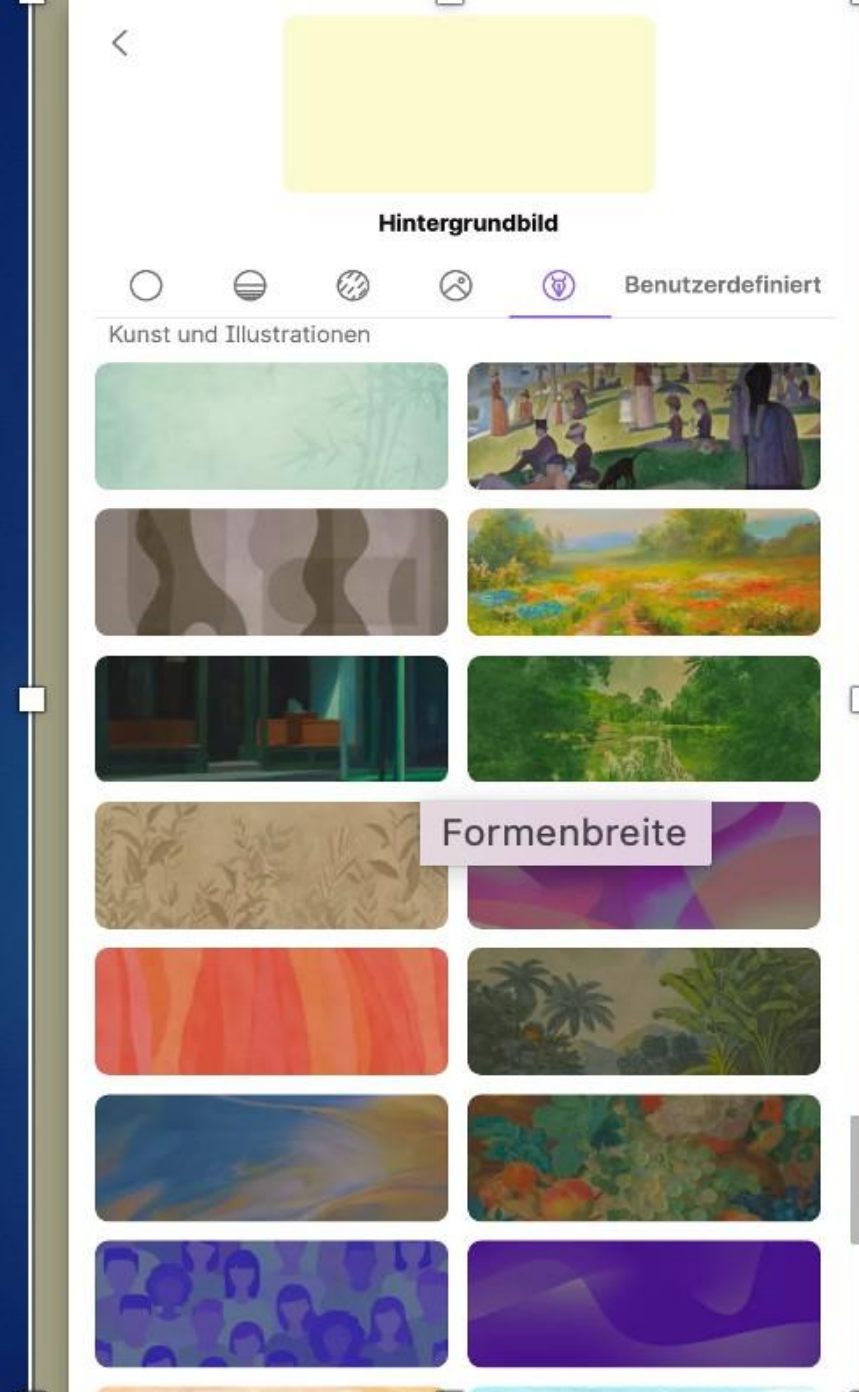 Hintergrundbild
Benutzerdefiniert
Kunst und Illustrationen
Formenbreite